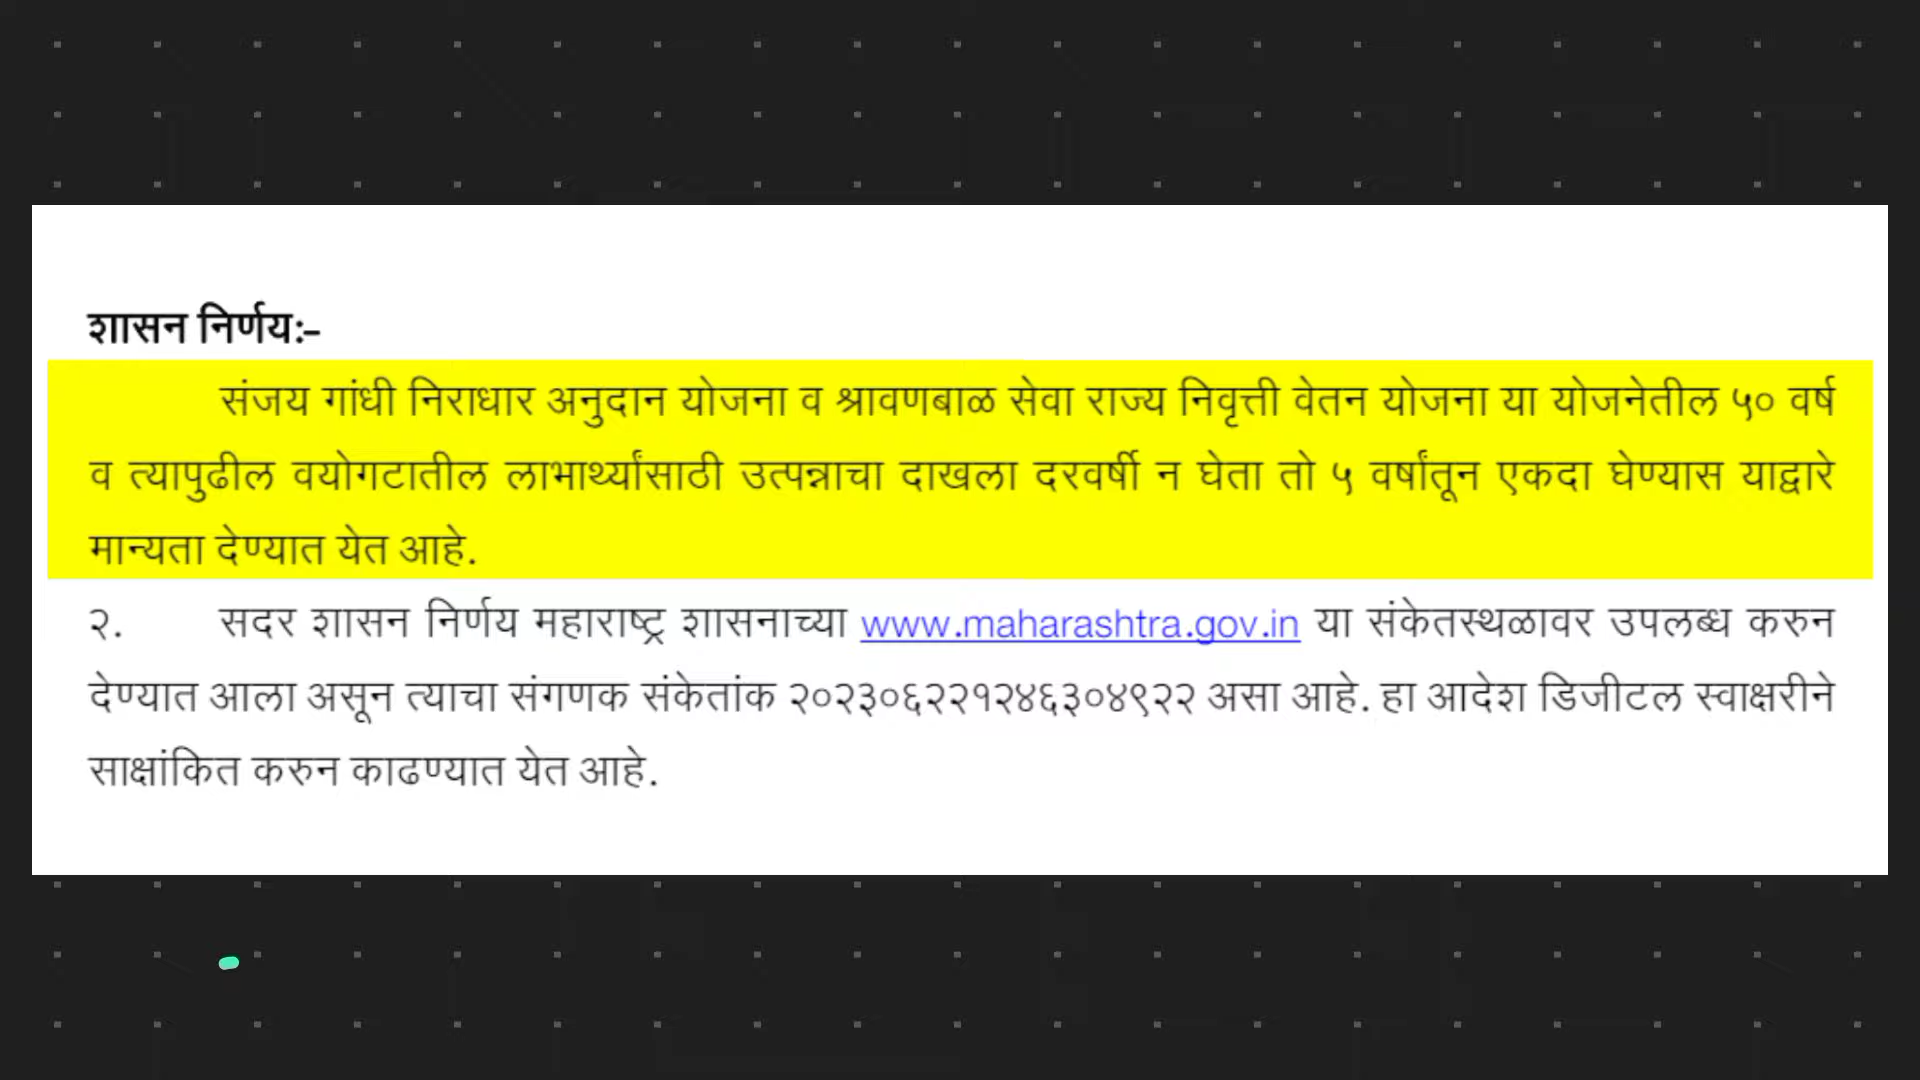 शासन निर्णय:-
संजय गांधी निराधार अनुदान योजना व श्रावणबाळ सेवा राज्य निवृत्ती वेतन योजना या योजनेतील ५० वर्ष
व त्यापुढील वयोगटातील लाभार्थ्यांसाठी उत्पन्नाचा दाखला दरवर्षी न घेता तो ५ वर्षांतून एकदा घेण्यास याद्वारे
मान्यता देण्यात येत आहे.
२. सदर शासन निर्णय महाराष्ट्र शासनाच्या www.maharashtra.gov.in या संकेतस्थळावर उपलब्ध करुन
देण्यात आला असून त्याचा संगणक संकेतांक २०२३०६२२१२४६३०४९२२ असा आहे. हा आदेश डिजीटल स्वाक्षरीने
साक्षांकित करुन काढण्यात येत आहे.